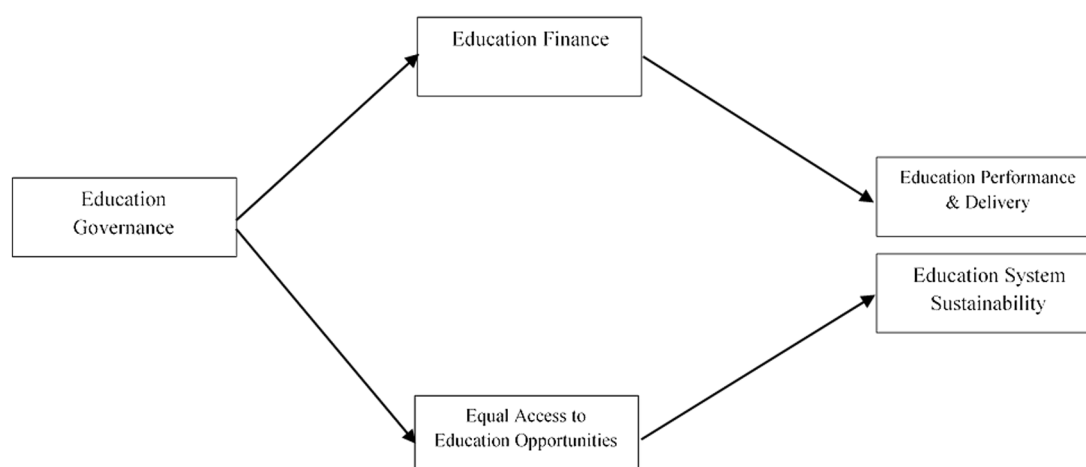 Education Finance
Education
Governance
Education Performance
& Delivery
Education System
Sustainability
Equal Access to
Education Opportunities